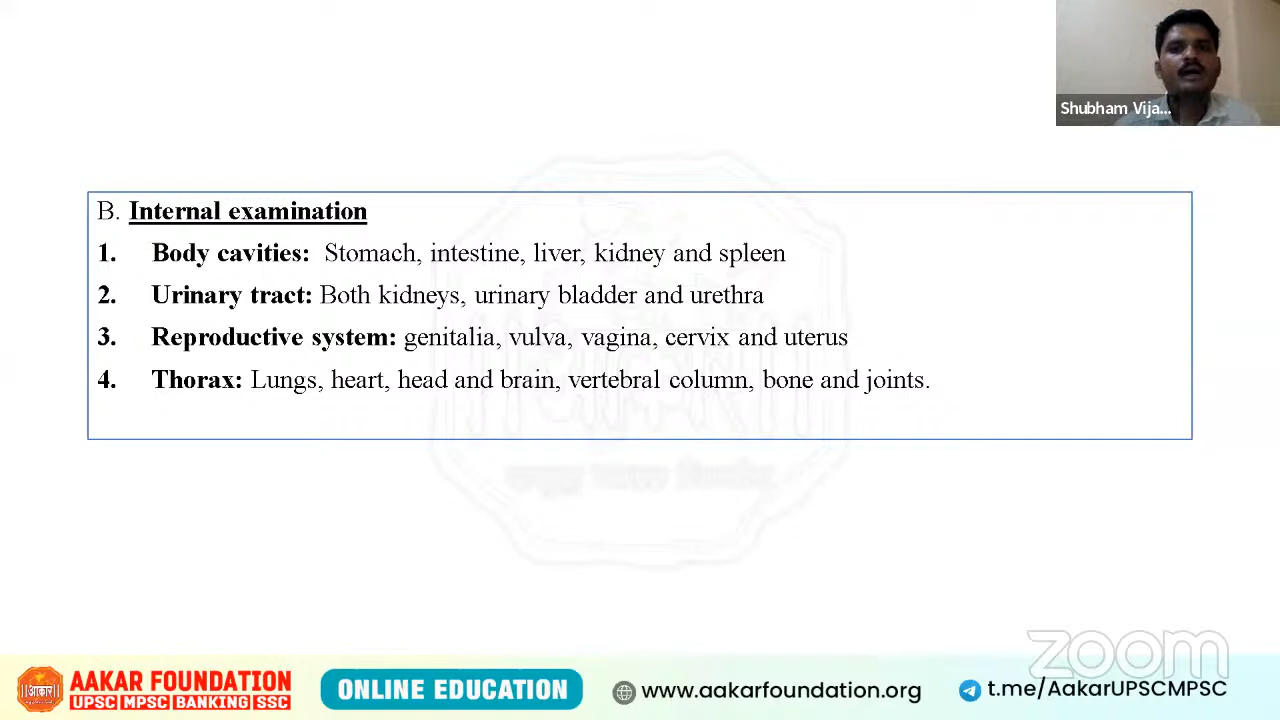 Shubham Vija...
B. Internal examination
1. Body cavities: Stomach, intestine, liver, kidney and spleen
2. Urinary tract: Both kidneys, urinary bladder and urethra
3. Reproductive system: genitalia, vulva, vagina, cervix and uterus
4. Thorax: Lungs, heart, head and brain, vertebral column, bone and joints.
zoom
आकार
AAKAR FOUNDATION
UPSC MPSC BANKING SSC
ONLINE EDUCATION
www.aakarfoundation.org
t.me/AakarUPSCMPSC